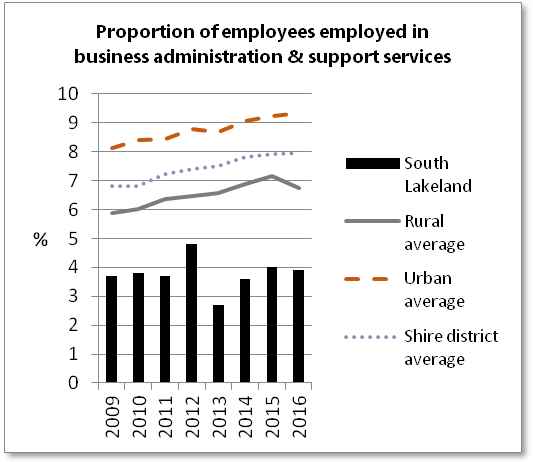 Proportion of employees employed in
business administration & support services
10
9
8
7
6
5
4
3
2
1
0
%
2009
2010
2011
2012
2013
2014
2015
2016
South
Lakeland
Rural
average
Urban
average
Shire district
average